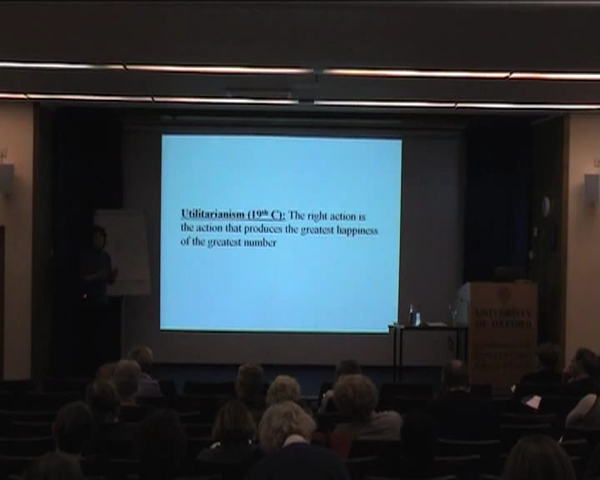 Utilitarianism (19th C): The right action is
the action that produces the greatest happiness
of the greatest number
UNIVERSITY
OF OXFORD